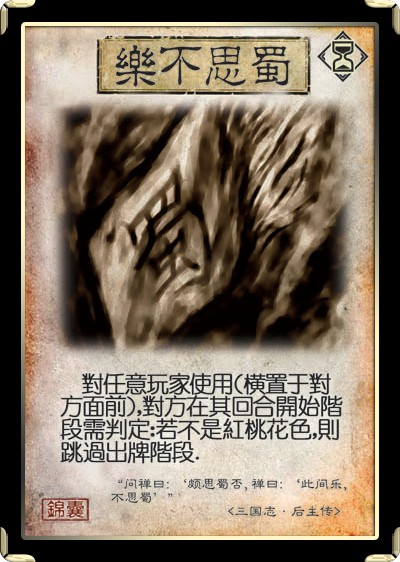 樂不思蜀
蜀
對任意玩家使用(横置于對
方面前),對方在其回合開始階
段需判定:若不是紅桃花色,則
跳過出牌階段.
“问禅曰：‘颇思蜀否，禅曰：‘此间乐，
不思蜀’”
<三国志·后主传>
錦囊